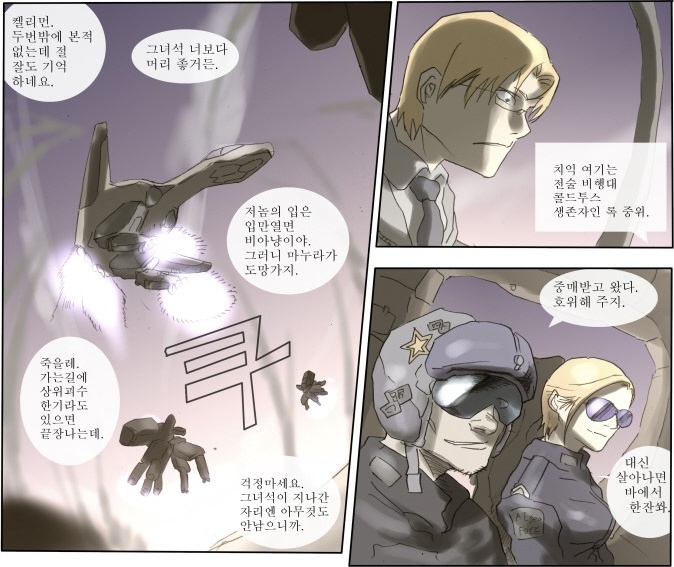 켈리먼.
두번밖에 본적
없는데 절
잘도 기억
하네요.
그녀석 너보다
머리 좋거든.
저놈의 입은
입만열면
비아냥이야.
그러니 마누라가
도망가지.
쿠
죽을레.
가는길에
상위괴수
한기라도
있으면
끝장나는데.
걱정마세요.
그녀석이 지나간
자리엔 아무것도
안남으니까.
치익 여기는
전술 비행대
콜드투스
생존자인 록 중위.
중매받고 왔다.
호위해 주지.
대신
살아나면
바에서
한잔쏴.